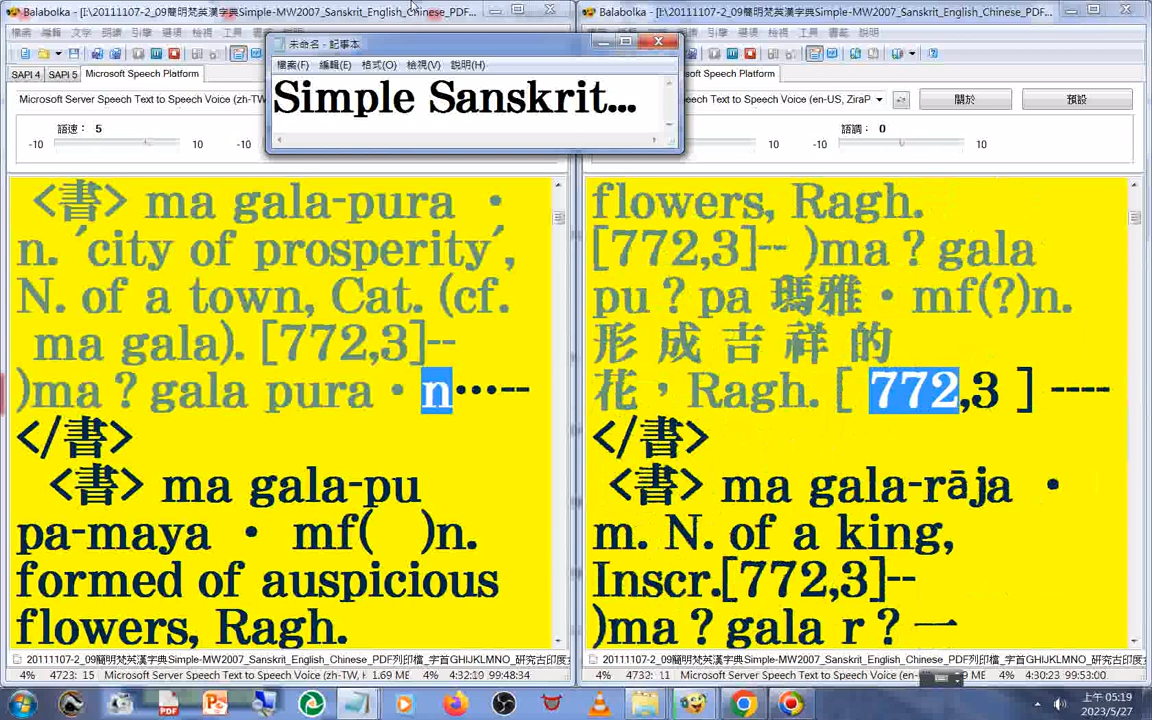 Balabolka - [I:\20111107-2_09簡明梵英漢字典Simple-MW2007_Sanskrit_English_Chinese_PDF...
Balabolka - [I:\20111107-2_09簡明梵英漢字典Simple-MW2007_Sanskrit_English_Chinese_PDF...
未命名 - 記事本
檔案(F) 編輯(E) 格式(O) 檢視(V) 說明(H)
Simple Sanskrit...
SAPI 4 SAPI 5 Microsoft Speech Platform
Speech Platform
Microsoft Server Speech Text to Speech Voice (zh-TW,
ech Text to Speech Voice (en-US, ZiraP
關於
預設
語速: 5
-10 10 -10
語調: 0
10 -10 10
<書> ma gala-pura •
n. 'city of prosperity',
N. of a town, Cat. (cf.
ma gala). [772,3]--
)ma ? gala pura • n…--
</書>
<書> ma gala-pu
pa-maya • mf( )n.
formed of auspicious
flowers, Ragh.
flowers, Ragh.
[772,3]-- )ma ? gala
pu ? pa 瑪雅 • mf(?)n.
形 成 吉 祥 的
花，Ragh. [ 772,3 ] ----
</書>
<書> ma gala-rāja •
m. N. of a king,
Inscr.[772,3]--
)ma ? gala r ? 一
20111107-2_09簡明梵英漢字典Simple-MW2007_Sanskrit_English_Chinese_PDF列印檔_字首GHIJKLMNO_研究古印度
20111107-2_09簡明梵英漢字典Simple-MW2007_Sanskrit_English_Chinese_PDF列印檔_字首GHIJKLMNO_研究古印度
4% 4723: 15 Microsoft Server Speech Text to Speech Voice (zh-TW, H 1.69 ME 4% 4:32:19 99:48:34
4% 4732: 11 Microsoft Server Speech Text to Speech Voice (en-US, ME 4% 4:30:23 99:53:00
上午 05:19
2023/5/27